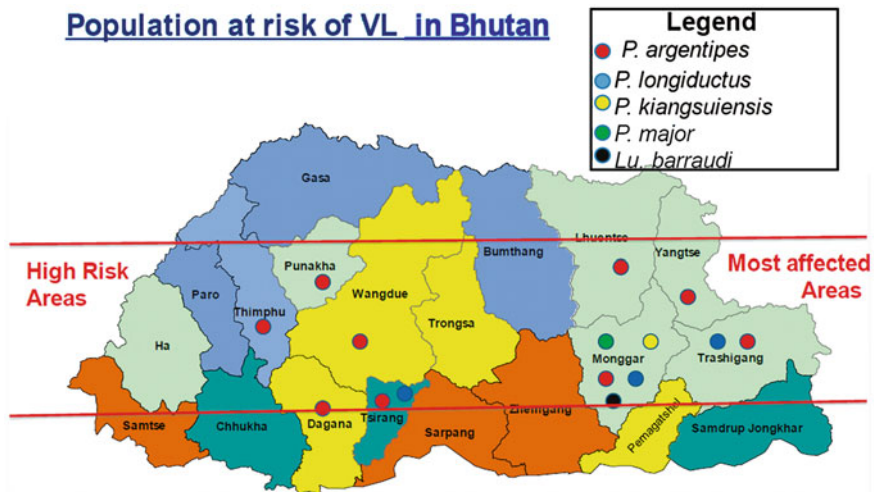 Population at risk of VL in Bhutan
Legend
P. argentipes
P. longiductus
P. kiangsuiensis
P. major
Lu. barraudi
Gasa
Lhuentse
Punakha
Bumthang
Yangtse
High Risk
Areas
Most affected
Areas
Paro
Thimphu
Wangdue
Trongsa
Ha
Monggar
Trashigang
Samtse
Chhukha
Dagana
Tsirang
Sarpang
Zhemgang
Pemagatshel
Samdrup Jongkhar